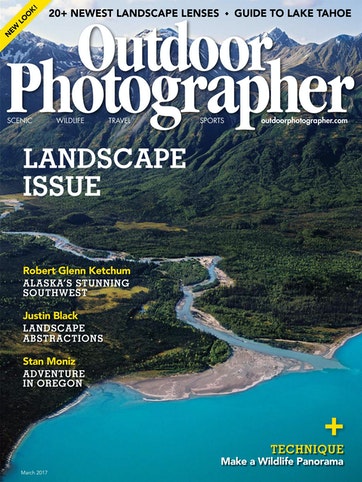 NEW LOOK!
20+ NEWEST LANDSCAPE LENSES • GUIDE TO LAKE TAHOE
Outdoor
Photographer
SCENIC WILDLIFE TRAVEL SPORTS outdoorphotographer.com
LANDSCAPE
ISSUE
Robert Glenn Ketchum
ALASKA'S STUNNING
SOUTHWEST
Justin Black
LANDSCAPE
ABSTRACTIONS
Stan Moniz
ADVENTURE
IN OREGON
+
TECHNIQUE
Make a Wildlife Panorama
March 2017